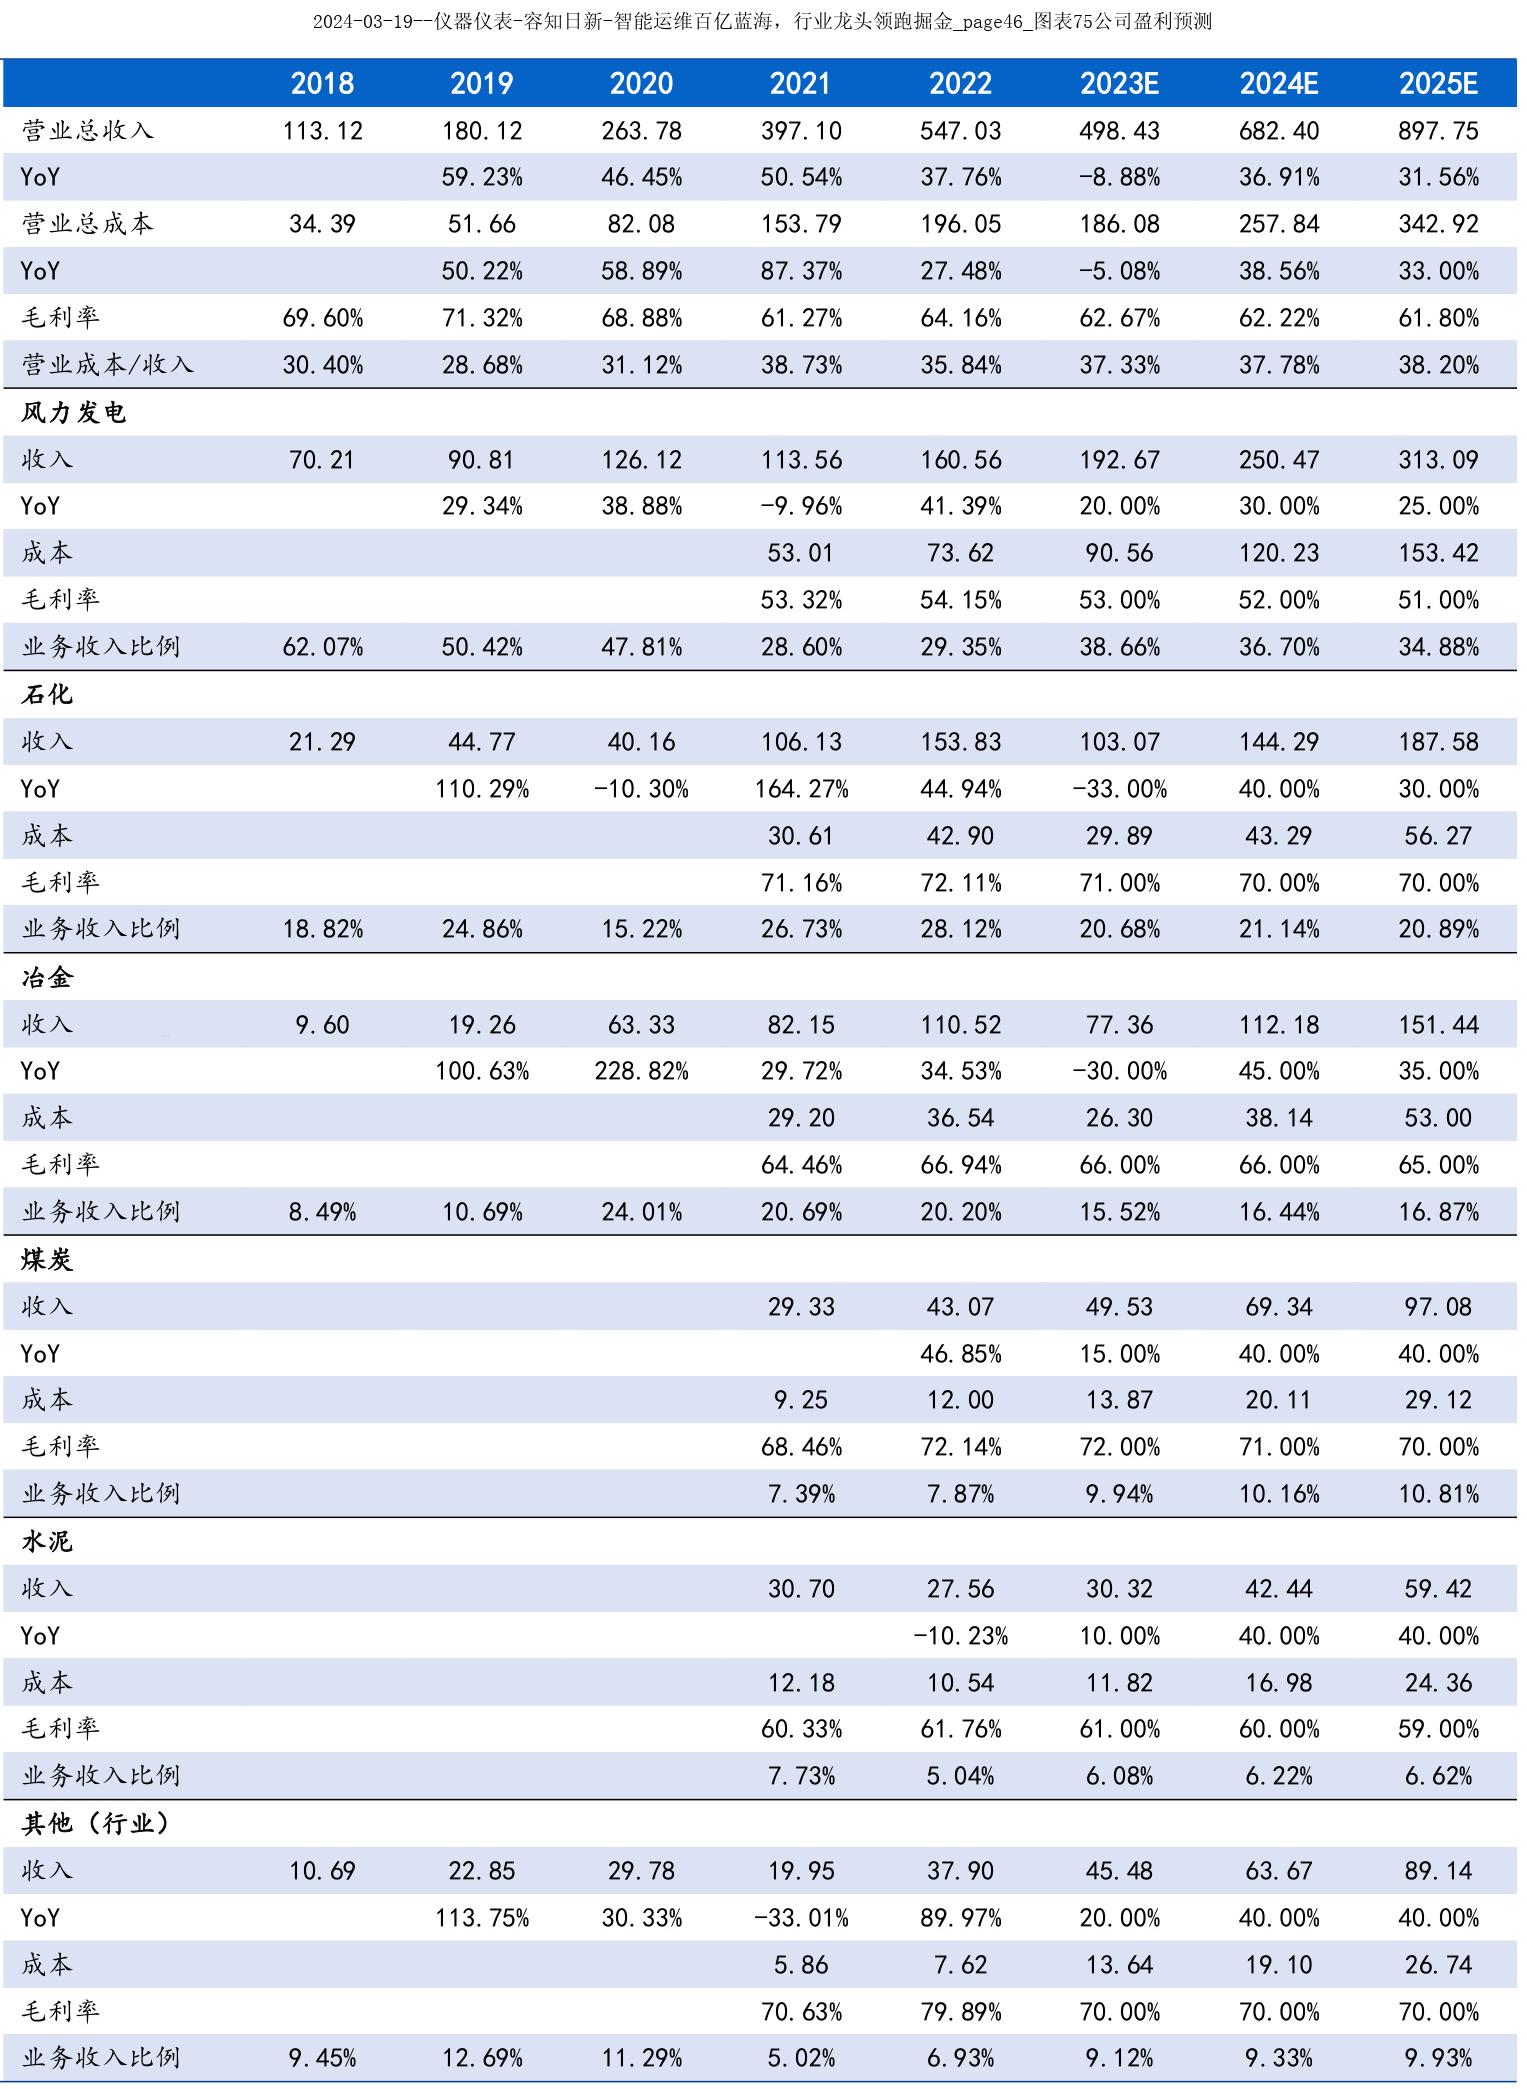 2024-03-19--仪器仪表-容知日新-智能运维百亿蓝海，行业龙头领跑掘金_page46_图表75公司盈利预测
2018 2019 2020 2021 2022 2023E 2024E 2025E
营业总收入 113.12 180.12 263.78 397.10 547.03 498.43 682.40 897.75
YoY 59.23% 46.45% 50.54% 37.76% -8.88% 36.91% 31.56%
营业总成本 34.39 51.66 82.08 153.79 196.05 186.08 257.84 342.92
YoY 50.22% 58.89% 87.37% 27.48% -5.08% 38.56% 33.00%
毛利率 69.60% 71.32% 68.88% 61.27% 64.16% 62.67% 62.22% 61.80%
营业成本/收入 30.40% 28.68% 31.12% 38.73% 35.84% 37.33% 37.78% 38.20%
风力发电
收入 70.21 90.81 126.12 113.56 160.56 192.67 250.47 313.09
YoY 29.34% 38.88% -9.96% 41.39% 20.00% 30.00% 25.00%
成本 53.01 73.62 90.56 120.23 153.42
毛利率 53.32% 54.15% 53.00% 52.00% 51.00%
业务收入比例 62.07% 50.42% 47.81% 28.60% 29.35% 38.66% 36.70% 34.88%
石化
收入 21.29 44.77 40.16 106.13 153.83 103.07 144.29 187.58
YoY 110.29% -10.30% 164.27% 44.94% -33.00% 40.00% 30.00%
成本 30.61 42.90 29.89 43.29 56.27
毛利率 71.16% 72.11% 71.00% 70.00% 70.00%
业务收入比例 18.82% 24.86% 15.22% 26.73% 28.12% 20.68% 21.14% 20.89%
冶金
收入 9.60 19.26 63.33 82.15 110.52 77.36 112.18 151.44
YoY 100.63% 228.82% 29.72% 34.53% -30.00% 45.00% 35.00%
成本 29.20 36.54 26.30 38.14 53.00
毛利率 64.46% 66.94% 66.00% 66.00% 65.00%
业务收入比例 8.49% 10.69% 24.01% 20.69% 20.20% 15.52% 16.44% 16.87%
煤炭
收入 29.33 43.07 49.53 69.34 97.08
YoY 46.85% 15.00% 40.00% 40.00%
成本 9.25 12.00 13.87 20.11 29.12
毛利率 68.46% 72.14% 72.00% 71.00% 70.00%
业务收入比例 7.39% 7.87% 9.94% 10.16% 10.81%
水泥
收入 30.70 27.56 30.32 42.44 59.42
YoY -10.23% 10.00% 40.00% 40.00%
成本 12.18 10.54 11.82 16.98 24.36
毛利率 60.33% 61.76% 61.00% 60.00% 59.00%
业务收入比例 7.73% 5.04% 6.08% 6.22% 6.62%
其他（行业）
收入 10.69 22.85 29.78 19.95 37.90 45.48 63.67 89.14
YoY 113.75% 30.33% -33.01% 89.97% 20.00% 40.00% 40.00%
成本 5.86 7.62 13.64 19.10 26.74
毛利率 70.63% 79.89% 70.00% 70.00% 70.00%
业务收入比例 9.45% 12.69% 11.29% 5.02% 6.93% 9.12% 9.33% 9.93%